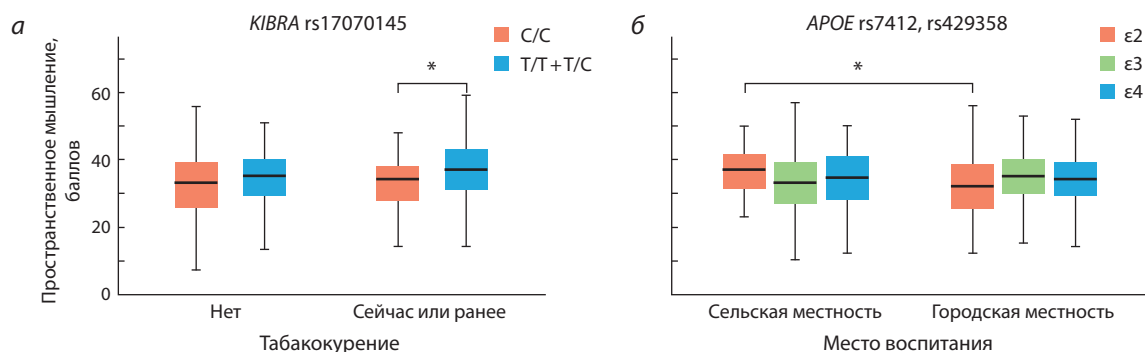 а
KIBRA rs17070145
C/C
T/T + T/C
*
Пространственное мышление,
баллов
60
40
20
0
Нет
Сейчас или ранее
Табакокурение
б
APOE rs7412, rs429358
ε2
ε3
ε4
*
Сельская местность
Городская местность
Место воспитания